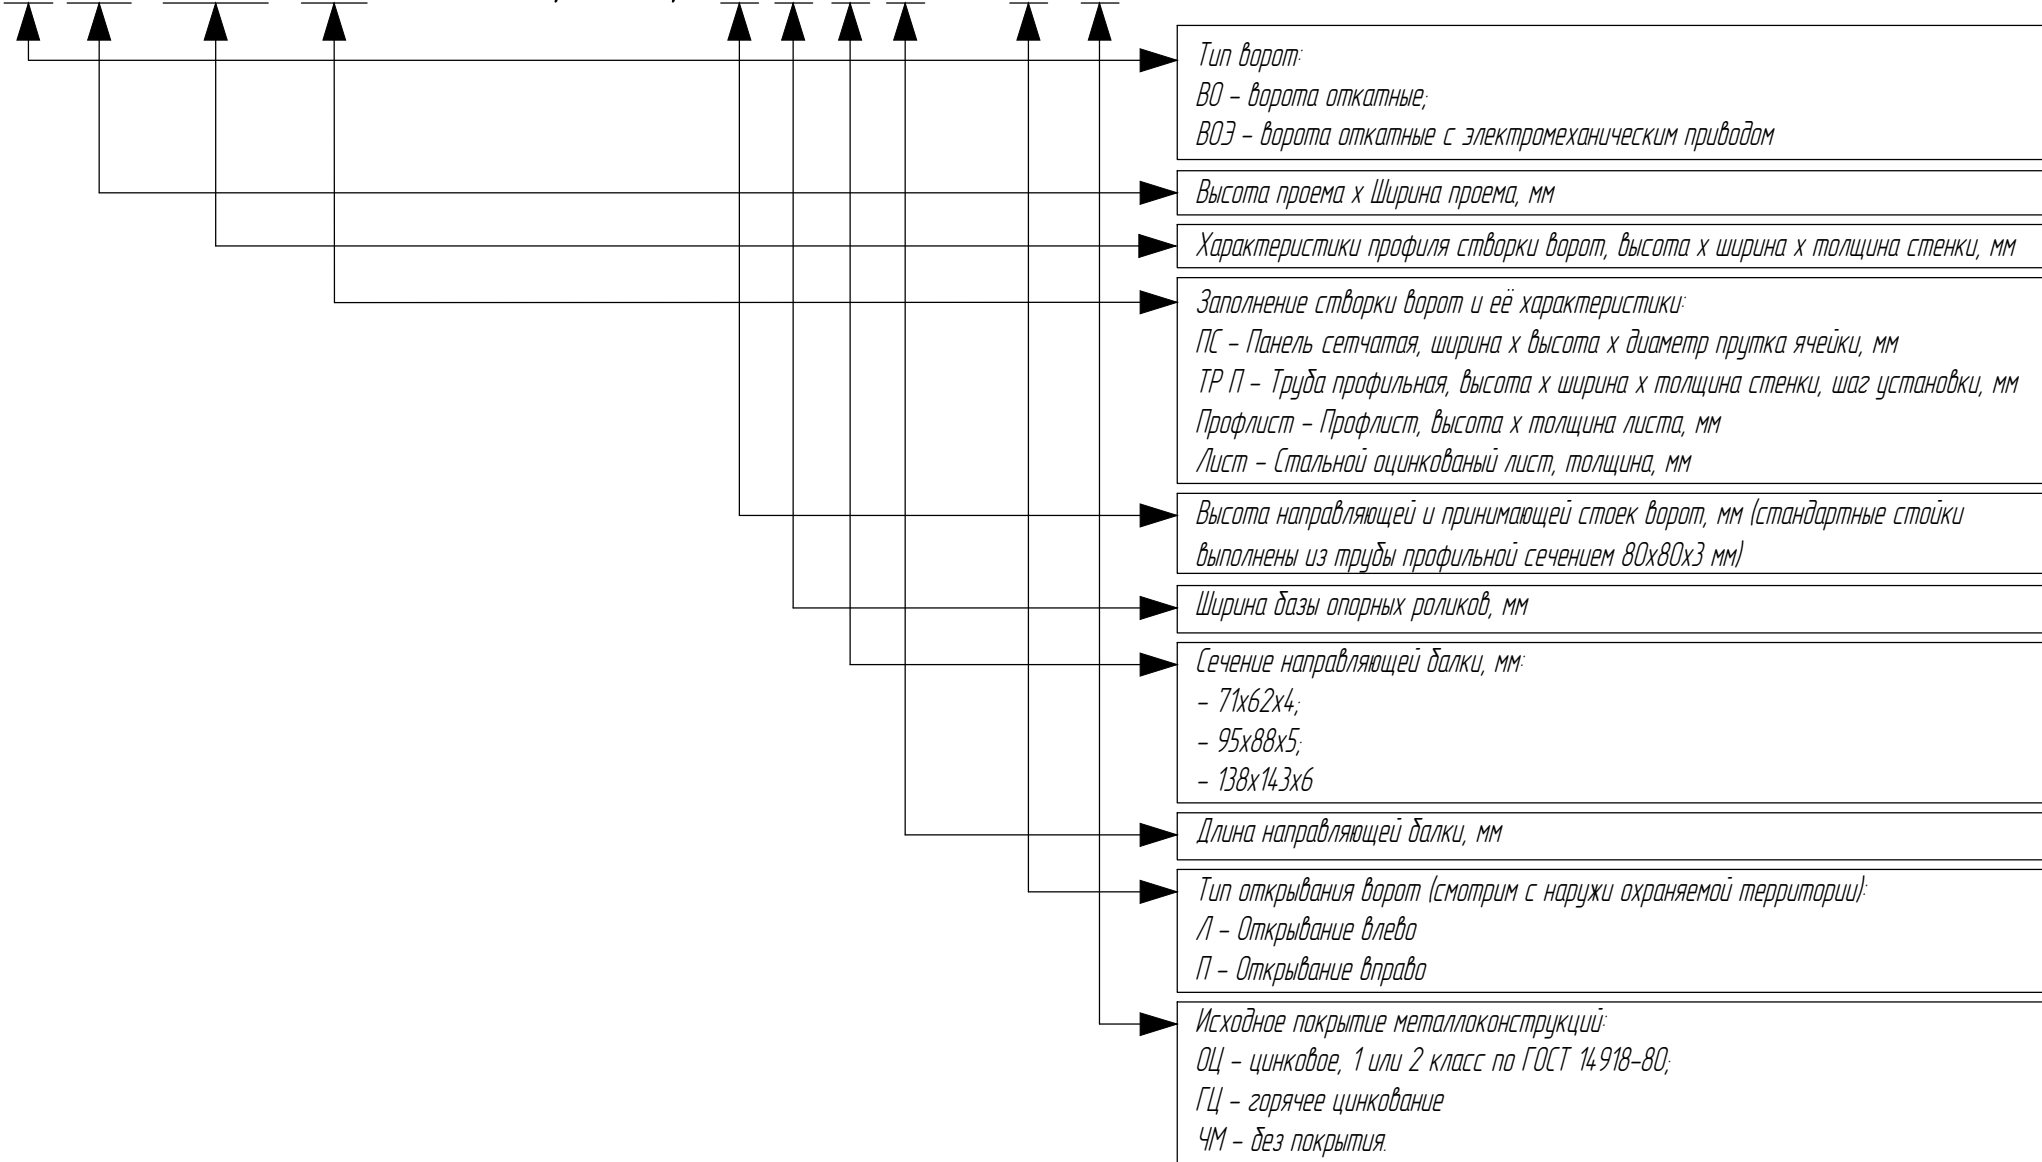 Тип ворот:
ВО – ворота откатные;
ВОЭ – ворота откатные с электромеханическим приводом
Высота проема х Ширина проема, мм
Характеристики профиля створки ворот, высота х ширина х толщина стенки, мм
Заполнение створки ворот и её характеристики:
ПС – Панель сетчатая, ширина х высота х диаметр прутка ячейки, мм
ТР П – Труба профильная, высота х ширина х толщина стенки, шаг установки, мм
Профлист – Профлист, высота х толщина листа, мм
Лист – Стальной оцинкованый лист, толщина, мм
Высота направляющей и принимающей стоек ворот, мм (стандартные стойки
выполнены из трубы профильной сечением 80х80х3 мм)
Ширина базы опорных роликов, мм
Сечение направляющей балки, мм:
– 71х62х4;
– 95х88х5;
– 138х143х6
Длина направляющей балки, мм
Тип открывания ворот (смотрим с наружи охраняемой территории):
Л – Открывание влево
П – Открывание вправо
Исходное покрытие металлоконструкций:
ОЦ – цинковое, 1 или 2 класс по ГОСТ 14918–80;
ГЦ – горячее цинкование
ЧМ – без покрытия.